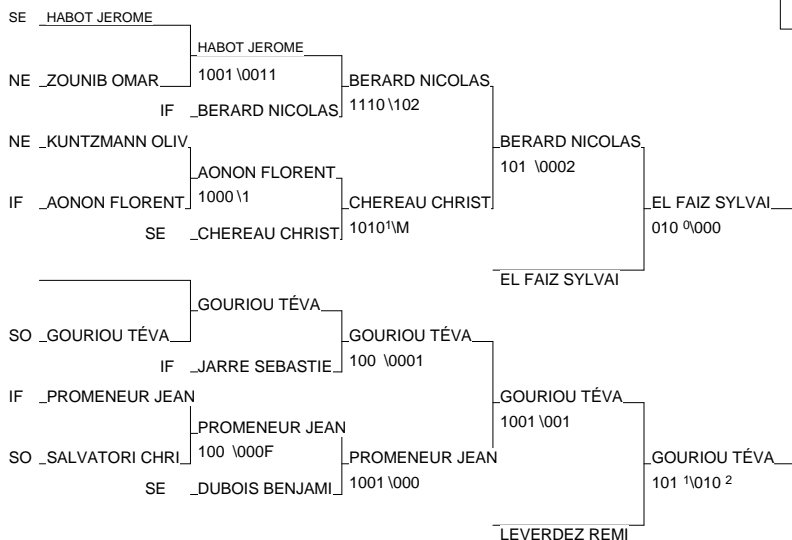 SE HABOT JEROME
HABOT JEROME
1001 \0011
NE ZOUNIB OMAR
BERARD NICOLAS
IF BERARD NICOLAS
1110 \102
NE KUNTZMANN OLIV
BERARD NICOLAS
101 \0002
AONON FLORENT
1000 \1
IF AONON FLORENT
CHEREAU CHRIST
EL FAIZ SYLVAI
1010¹\M
010 ⁰\000
SE CHEREAU CHRIST
EL FAIZ SYLVAI
GOURIOU TÉVA
SO GOURIOU TÉVA
GOURIOU TÉVA
IF JARRE SEBASTIE
100 \0001
IF PROMENEUR JEAN
GOURIOU TÉVA
1001 \001
PROMENEUR JEAN
100 \000F
SO SALVATORI CHRI
PROMENEUR JEAN
GOURIOU TÉVA
1001 \000
101 ¹\010 ²
SE DUBOIS BENJAMI
LEVERDEZ REMI